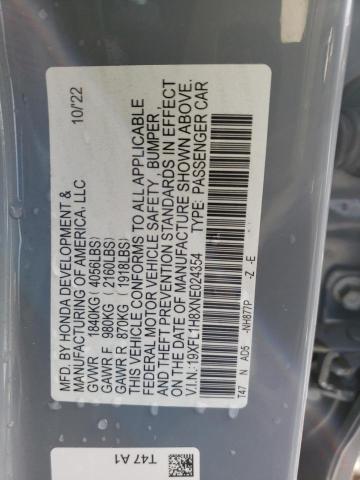 MFD. BY HONDA DEVELOPMENT & 10/'22
MANUFACTURING OF AMERICA, LLC
GVWR 1840KG (4056LBS)
GAWR F 980KG (2160LBS)
GAWR R 870KG (1918LBS)
THIS VEHICLE CONFORMS TO ALL APPLICABLE
FEDERAL MOTOR VEHICLE SAFETY, BUMPER,
AND THEFT PREVENTION STANDARDS IN EFFECT
ON THE DATE OF MANUFACTURE SHOWN ABOVE.
V.I.N.: 19XFL1H8XNE024354 TYPE: PASSENGER CAR
T47 N AD5 -NH877P -Z -E
T47 A1